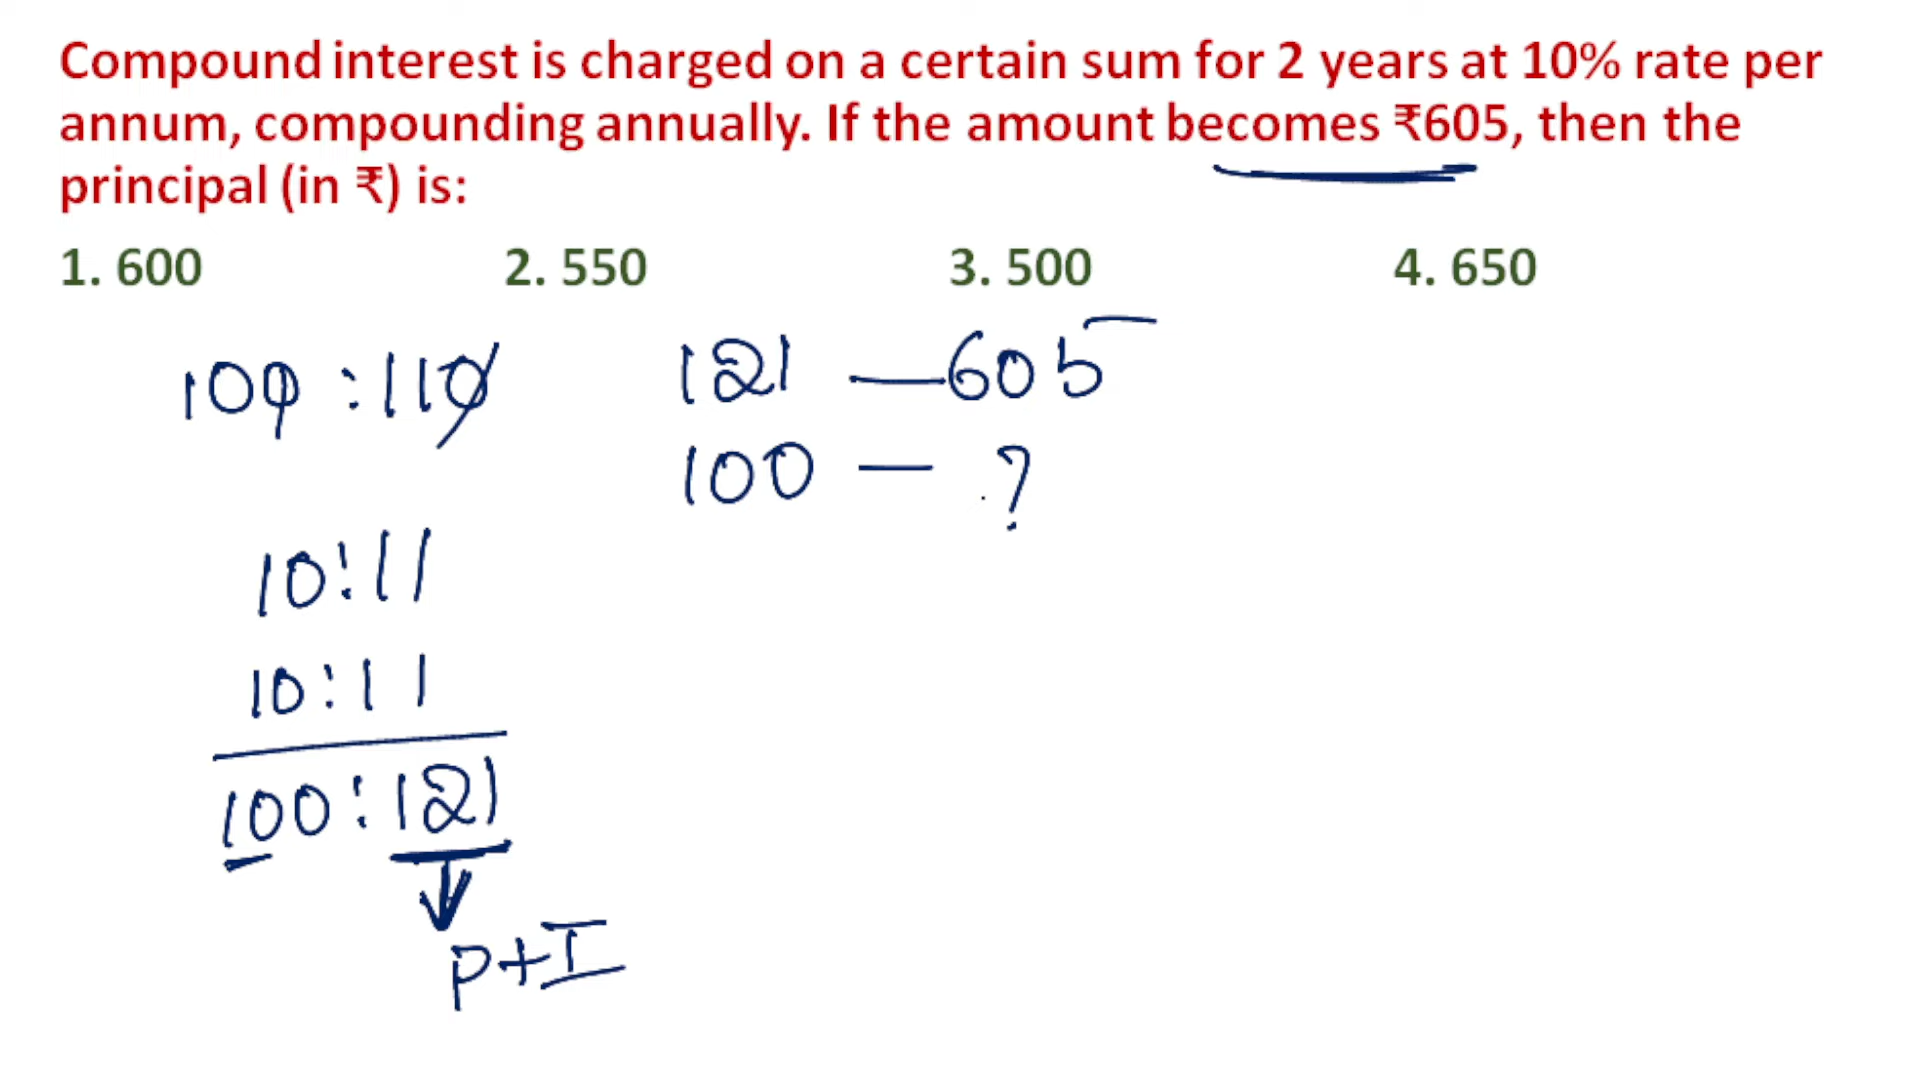 Compound interest is charged on a certain sum for 2 years at 10% rate per
annum, compounding annually. If the amount becomes ₹605, then the
principal (in ₹) is:
1. 600 2. 550 3. 500 4. 650
100 : 110
121 — 605
100 — ?
10 : 11
10 : 11
100 : 121
P+I